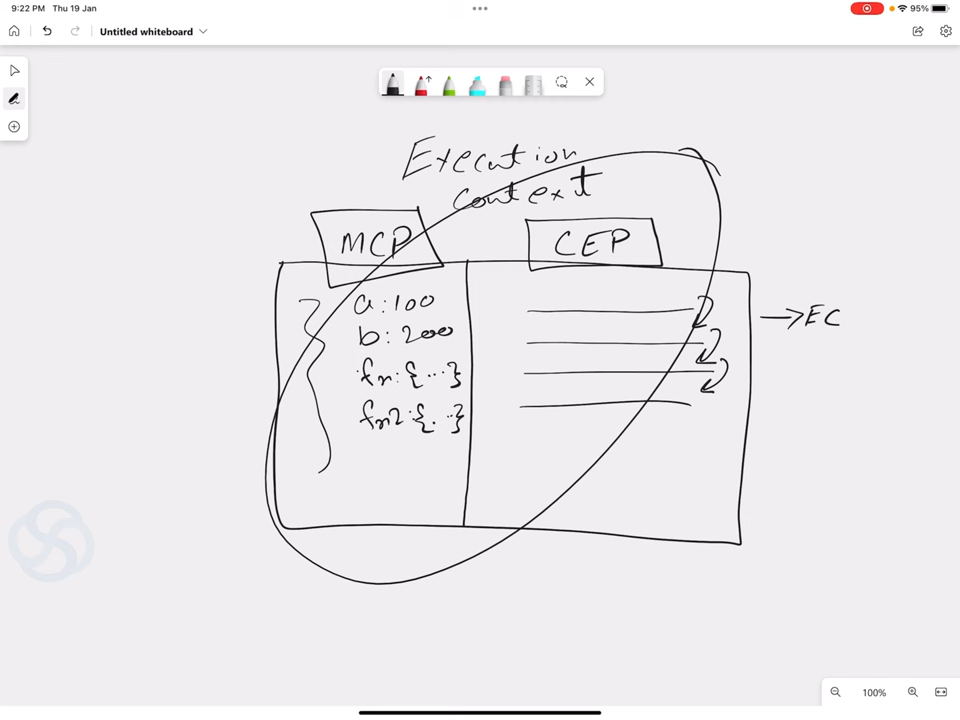 9:22 PM Thu 19 Jan
95%
Untitled whiteboard
Execution
context
MCP
CEP
a:100
b:200
fn:{...}
fn2:{...}
→EC
100%